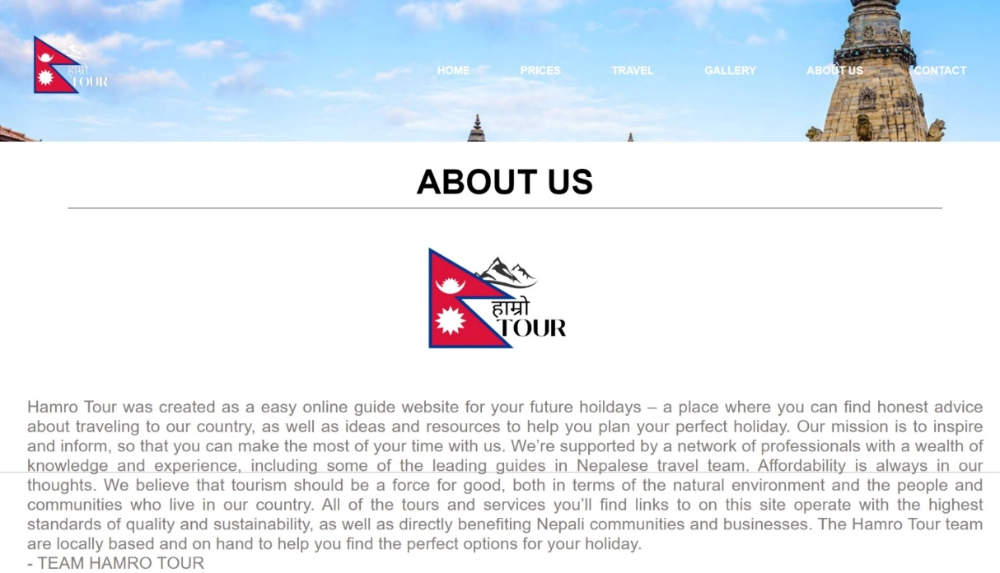 हाम्रो
TOUR
HOME PRICES TRAVEL GALLERY ABOUT US CONTACT
ABOUT US
हाम्रो
TOUR
Hamro Tour was created as a easy online guide website for your future hoildays – a place where you can find honest advice
about traveling to our country, as well as ideas and resources to help you plan your perfect holiday. Our mission is to inspire
and inform, so that you can make the most of your time with us. We’re supported by a network of professionals with a wealth of
knowledge and experience, including some of the leading guides in Nepalese travel team. Affordability is always in our
thoughts. We believe that tourism should be a force for good, both in terms of the natural environment and the people and
communities who live in our country. All of the tours and services you’ll find links to on this site operate with the highest
standards of quality and sustainability, as well as directly benefiting Nepali communities and businesses. The Hamro Tour team
are locally based and on hand to help you find the perfect options for your holiday.
- TEAM HAMRO TOUR